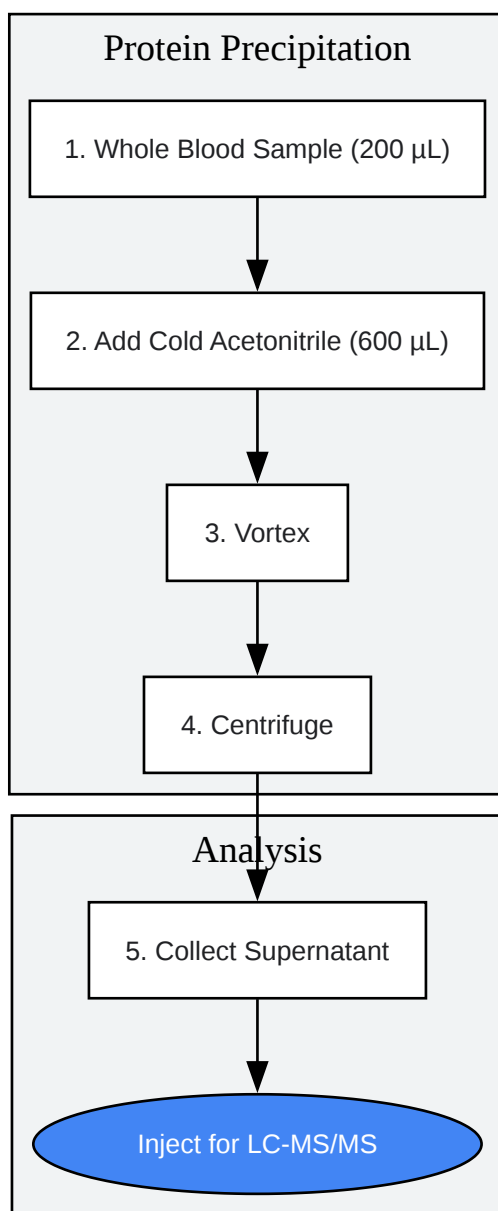 Protein Precipitation
1. Whole Blood Sample (200 µL)
2. Add Cold Acetonitrile (600 µL)
3. Vortex
4. Centrifuge
Analysis
5. Collect Supernatant
Inject for LC-MS/MS